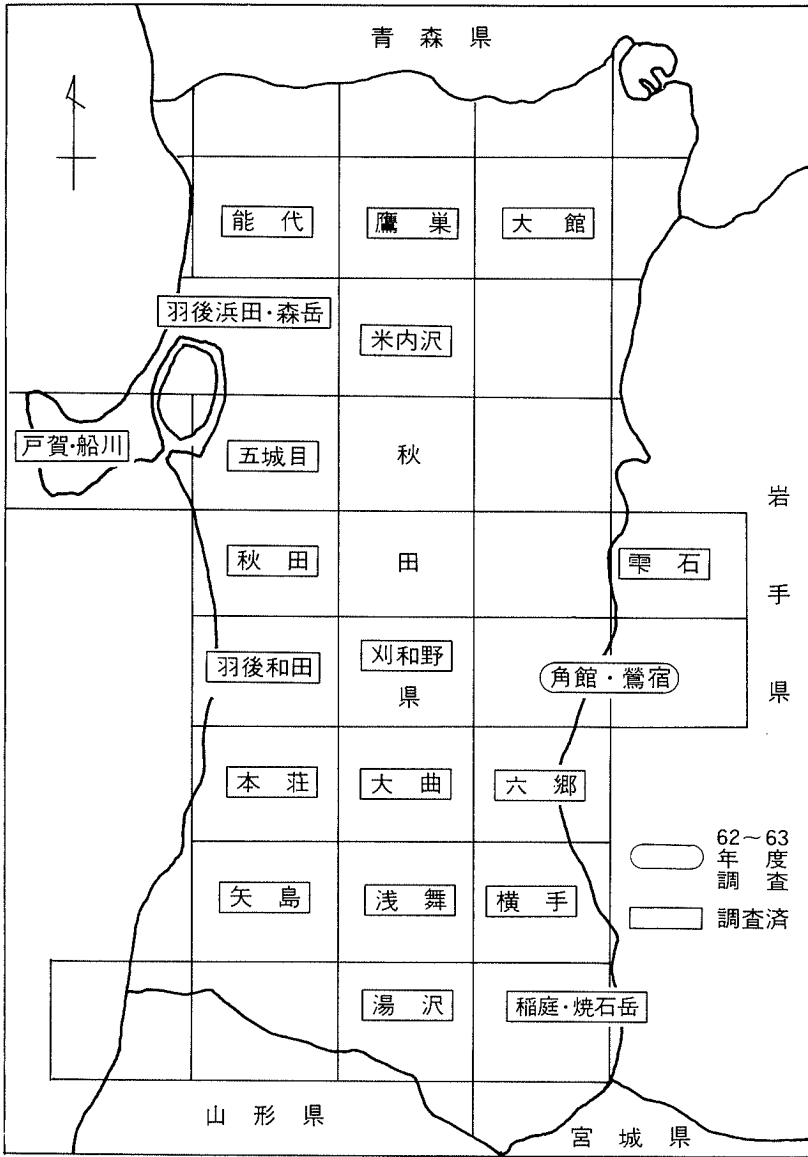 青森県
能代
鷹巣
大館
羽後浜田・森岳
米内沢
戸賀・船川
五城目
秋
田
県
秋田
雫石
岩
手
県
羽後和田
刈和野
角館・鶯宿
本荘
大曲
六郷
62～63
年度
調査
調査済
矢島
浅舞
横手
湯沢
稲庭・焼石岳
山形県
宮城県